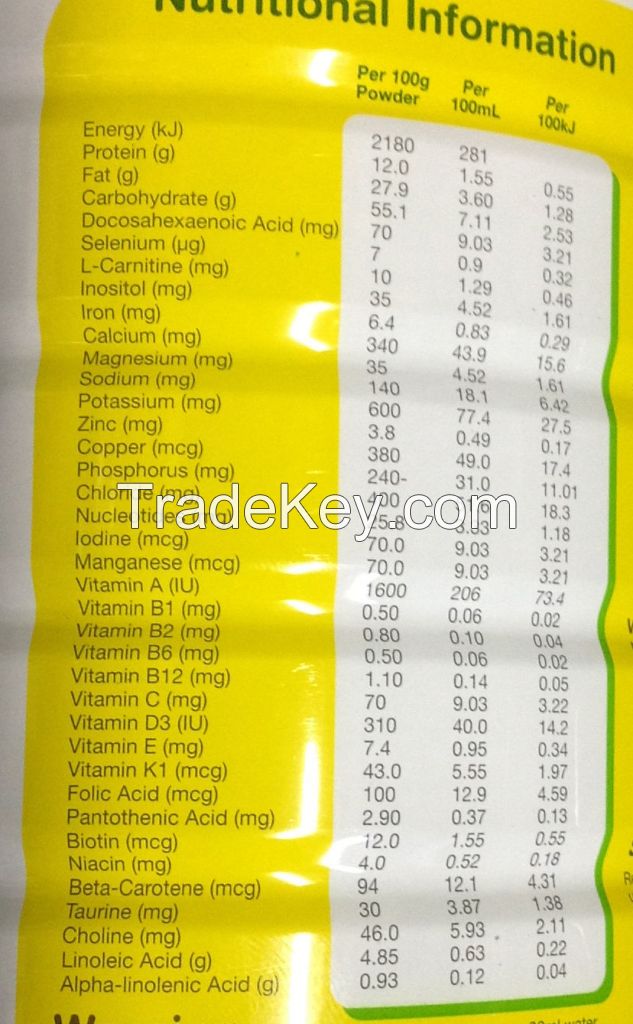 Nutritional Information
Per 100g Powder Per 100mL Per 100kJ
Energy (kJ) 2180 281
Protein (g) 12.0 1.55 0.55
Fat (g) 27.9 3.60 1.28
Carbohydrate (g) 55.1 7.11 2.53
Docosahexaenoic Acid (mg) 70 9.03 3.21
Selenium (µg) 7 0.9 0.32
L-Carnitine (mg) 10 1.29 0.46
Inositol (mg) 35 4.52 1.61
Iron (mg) 6.4 0.83 0.29
Calcium (mg) 340 43.9 15.6
Magnesium (mg) 35 4.52 1.61
Sodium (mg) 140 18.1 6.42
Potassium (mg) 600 77.4 27.5
Zinc (mg) 3.8 0.49 0.17
Copper (mcg) 380 49.0 17.4
Phosphorus (mg) 240- 31.0 11.01
Chloride (mg) 400 18.3
TradeKey.com
25.8 3.33 1.18
Iodine (mcg) 70.0 9.03 3.21
Manganese (mcg) 70.0 9.03 3.21
Vitamin A (IU) 1600 206 73.4
Vitamin B1 (mg) 0.50 0.06 0.02
Vitamin B2 (mg) 0.80 0.10 0.04
Vitamin B6 (mg) 0.50 0.06 0.02
Vitamin B12 (mg) 1.10 0.14 0.05
Vitamin C (mg) 70 9.03 3.22
Vitamin D3 (IU) 310 40.0 14.2
Vitamin E (mg) 7.4 0.95 0.34
Vitamin K1 (mcg) 43.0 5.55 1.97
Folic Acid (mcg) 100 12.9 4.59
Pantothenic Acid (mg) 2.90 0.37 0.13
Biotin (mcg) 12.0 1.55 0.55
Niacin (mg) 4.0 0.52 0.18
Beta-Carotene (mcg) 94 12.1 4.31
Taurine (mg) 30 3.87 1.38
Choline (mg) 46.0 5.93 2.11
Linoleic Acid (g) 4.85 0.63 0.22
Alpha-linolenic Acid (g) 0.93 0.12 0.04